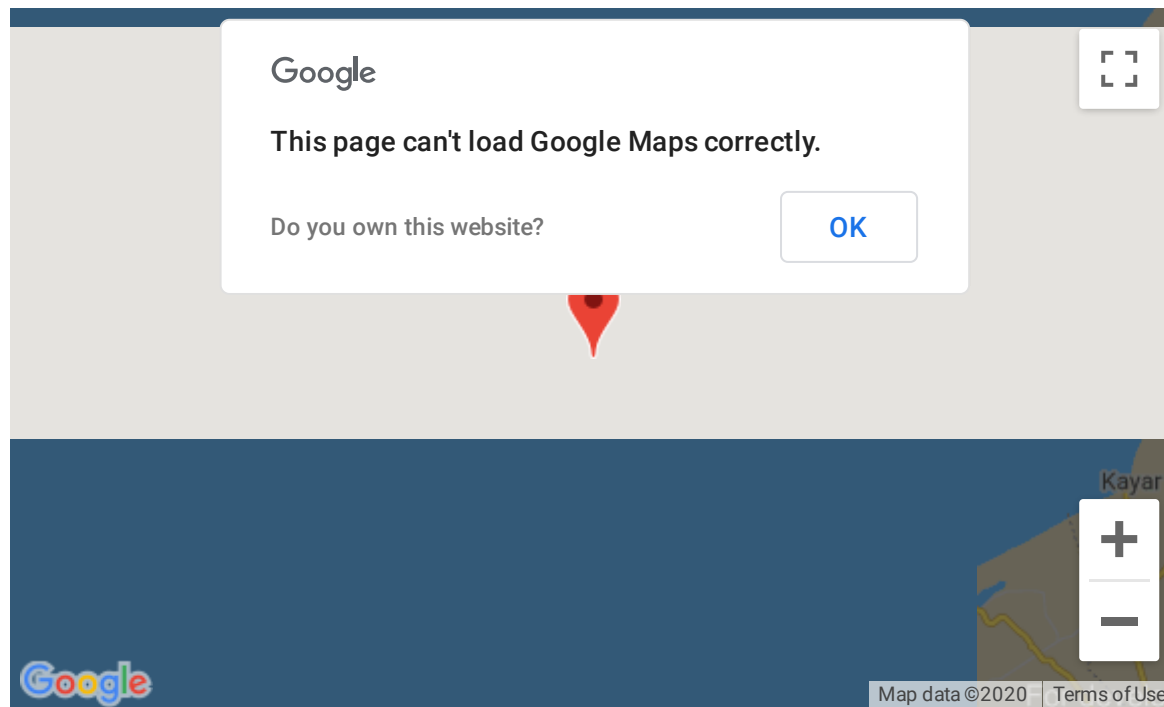 Google
This page can't load Google Maps correctly.
Do you own this website?
OK
Kayar
Google
Map data ©2020
Terms of Use